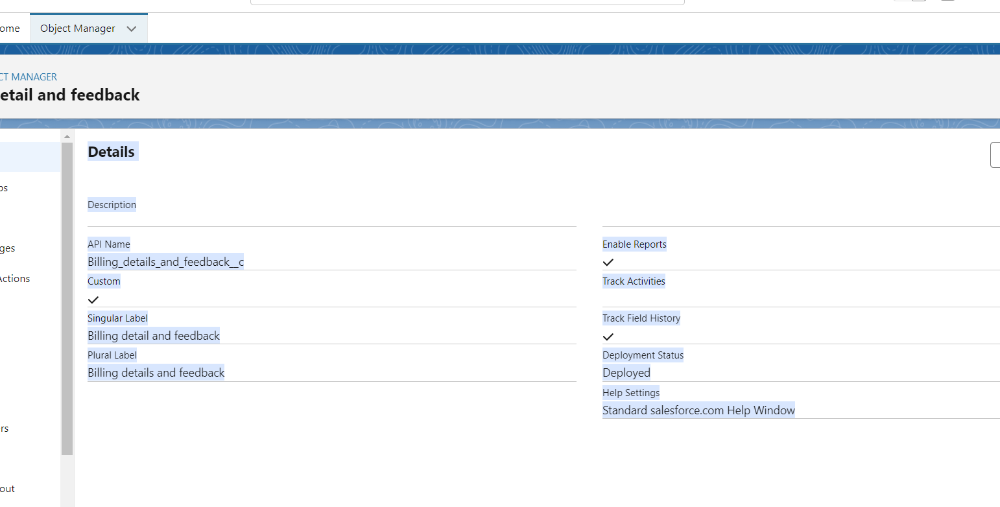 ome
Object Manager
CT MANAGER
etail and feedback
Details
os
Description
ges
API Name
Billing_details_and_feedback__c
Enable Reports
Actions
Custom
Track Activities
Singular Label
Billing detail and feedback
Track Field History
Plural Label
Billing details and feedback
Deployment Status
Deployed
Help Settings
Standard salesforce.com Help Window
rs
out